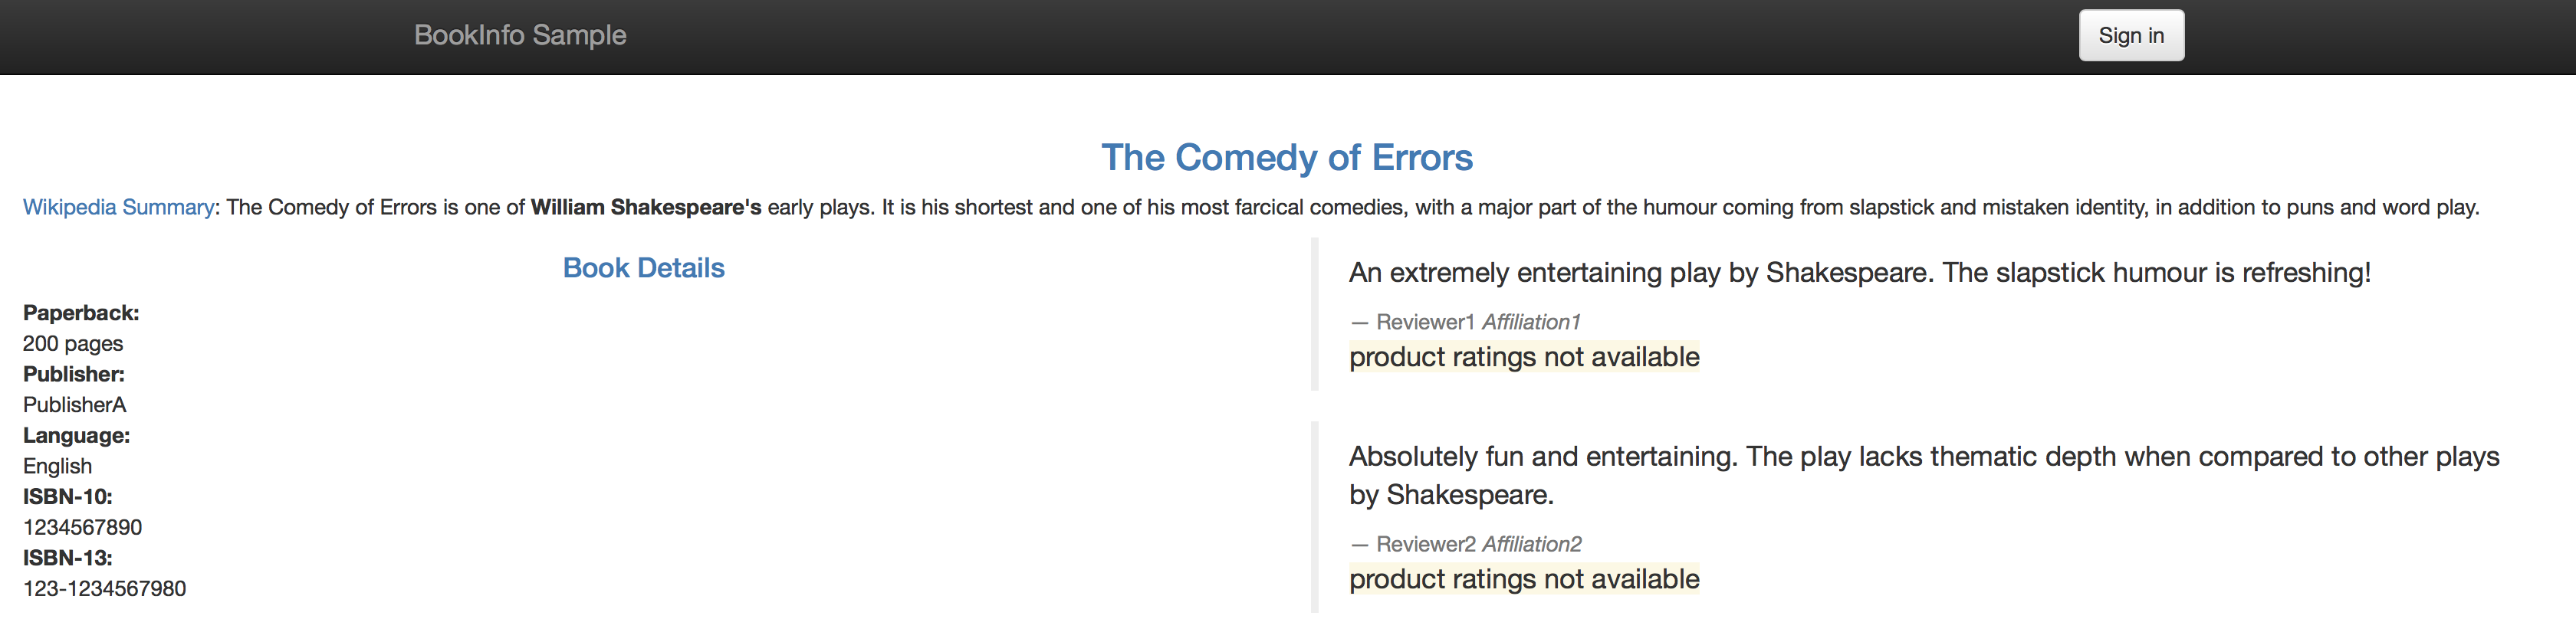 BookInfo Sample
Sign in
The Comedy of Errors
Wikipedia Summary: The Comedy of Errors is one of William Shakespeare's early plays. It is his shortest and one of his most farcical comedies, with a major part of the humour coming from slapstick and mistaken identity, in addition to puns and word play.
Book Details
Paperback:
200 pages
Publisher:
PublisherA
Language:
English
ISBN-10:
1234567890
ISBN-13:
123-1234567980
An extremely entertaining play by Shakespeare. The slapstick humour is refreshing!
— Reviewer1 Affiliation1
product ratings not available
Absolutely fun and entertaining. The play lacks thematic depth when compared to other plays
by Shakespeare.
— Reviewer2 Affiliation2
product ratings not available